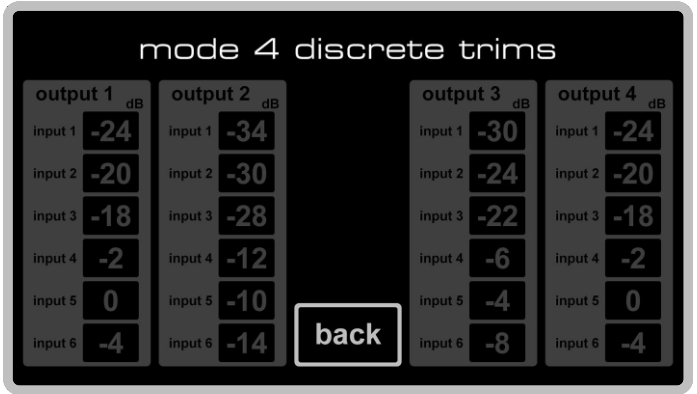 mode 4 discrete trims
output 1 dB
input 1 -24
input 2 -20
input 3 -18
input 4 -2
input 5 0
input 6 -4
output 2 dB
input 1 -34
input 2 -30
input 3 -28
input 4 -12
input 5 -10
input 6 -14
back
output 3 dB
input 1 -30
input 2 -24
input 3 -22
input 4 -6
input 5 -4
input 6 -8
output 4 dB
input 1 -24
input 2 -20
input 3 -18
input 4 -2
input 5 0
input 6 -4